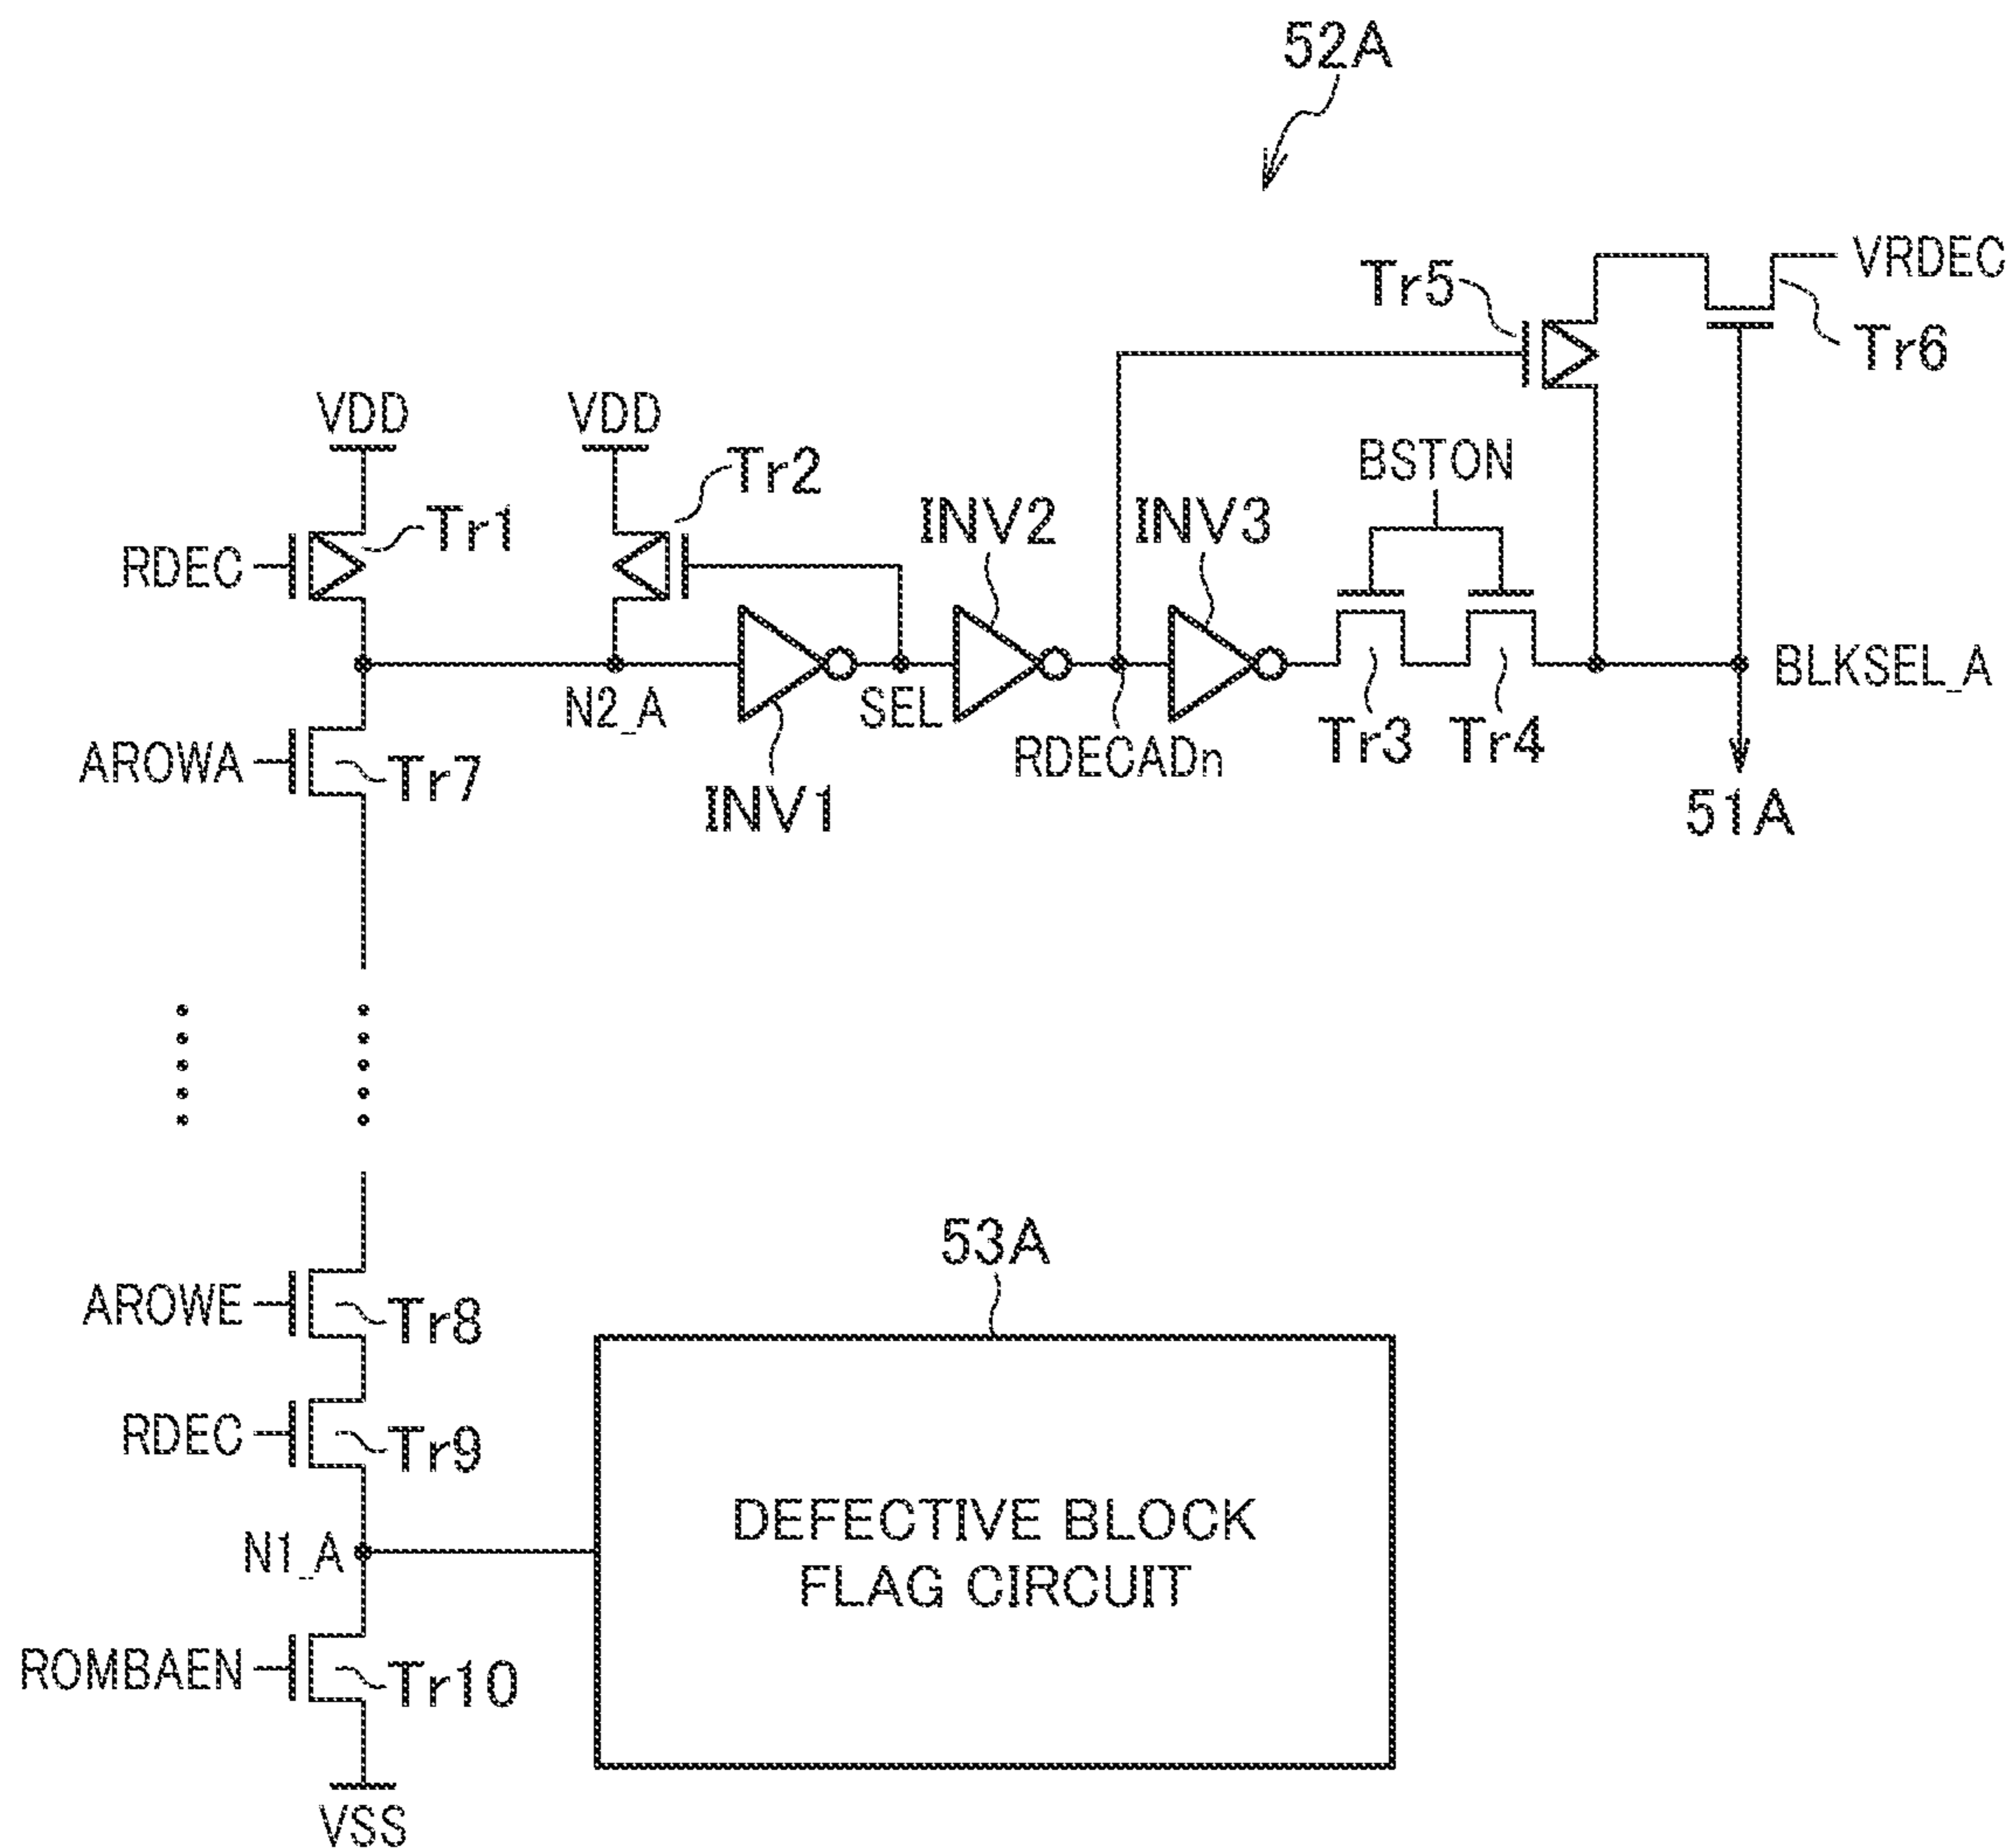 52A
VRDEC
Tr5
Tr6
VDD
VDD
BSTON
Tr2
INV2
INV3
Tr1
RDEC
N2_A
SEL
BLKSEL_A
RDECADn
Tr3
Tr4
AROWA
Tr7
INV1
51A
53A
AROWE
Tr8
RDEC
Tr9
DEFECTIVE BLOCK
FLAG CIRCUIT
N1_A
ROMBAEN
Tr10
VSS